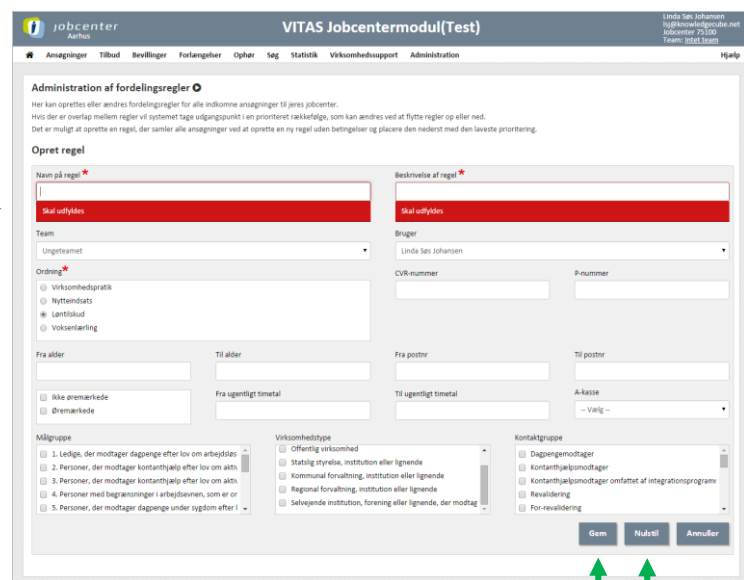 jobcenter
Aarhus
VITAS Jobcentermodul(Test)
Linda Søs Johansen
lsj@knowledgecube.net
Jobcenter 75100
Team: Intet team
Ansøgninger Tilbud Bevillinger Forlængelser Ophør Søg Statistik Virksomhedssupport Administration Hjælp
Administration af fordelingsregler
Her kan oprettes eller ændres fordelingsregler for alle indkomne ansøgninger til jeres jobcenter.
Hvis der er overlap mellem regler vil systemet tage udgangspunkt i en prioriteret rækkefølge, som kan ændres ved at flytte regler op eller ned.
Det er muligt at oprette en regel, der samler alle ansøgninger ved at oprette en ny regel uden betingelser og placere den nederst med den laveste prioritering.
Opret regel
Navn på regel * Beskrivelse af regel *
Skal udfyldes Skal udfyldes
Team Bruger
Ungeteamet Linda Søs Johansen
Ordning* CVR-nummer P-nummer
Virksomhedspratik
Nytteindsats
Løntilskud
Voksenlærling
Fra alder Til alder Fra postnr Til postnr
Ikke øremærkede Fra ugentligt timetal Til ugentligt timetal A-kasse
Øremærkede -- Vælg --
Målgruppe Virksomhedstype Kontaktgruppe
1. Ledige, der modtager dagpenge efter lov om arbejdsløs Offentlig virksomhed Dagpengemodtager
2. Personer, der modtager kontanthjælp efter lov om aktiv Statslig styrelse, institution eller lignende Kontanthjælpsmodtager
3. Personer, der modtager kontanthjælp efter lov om aktiv Kommunal forvaltning, institution eller lignende Kontanthjælpsmodtager omfattet af integrationsprogramm
4. Personer med begrænsninger i arbejdsevnen, som er or Regional forvaltning, institution eller lignende Revalidering
5. Personer, der modtager dagpenge under sygdom efter l Selvejende institution, forening eller lignende, der modtag For-revalidering
Gem Nulstil Annuller